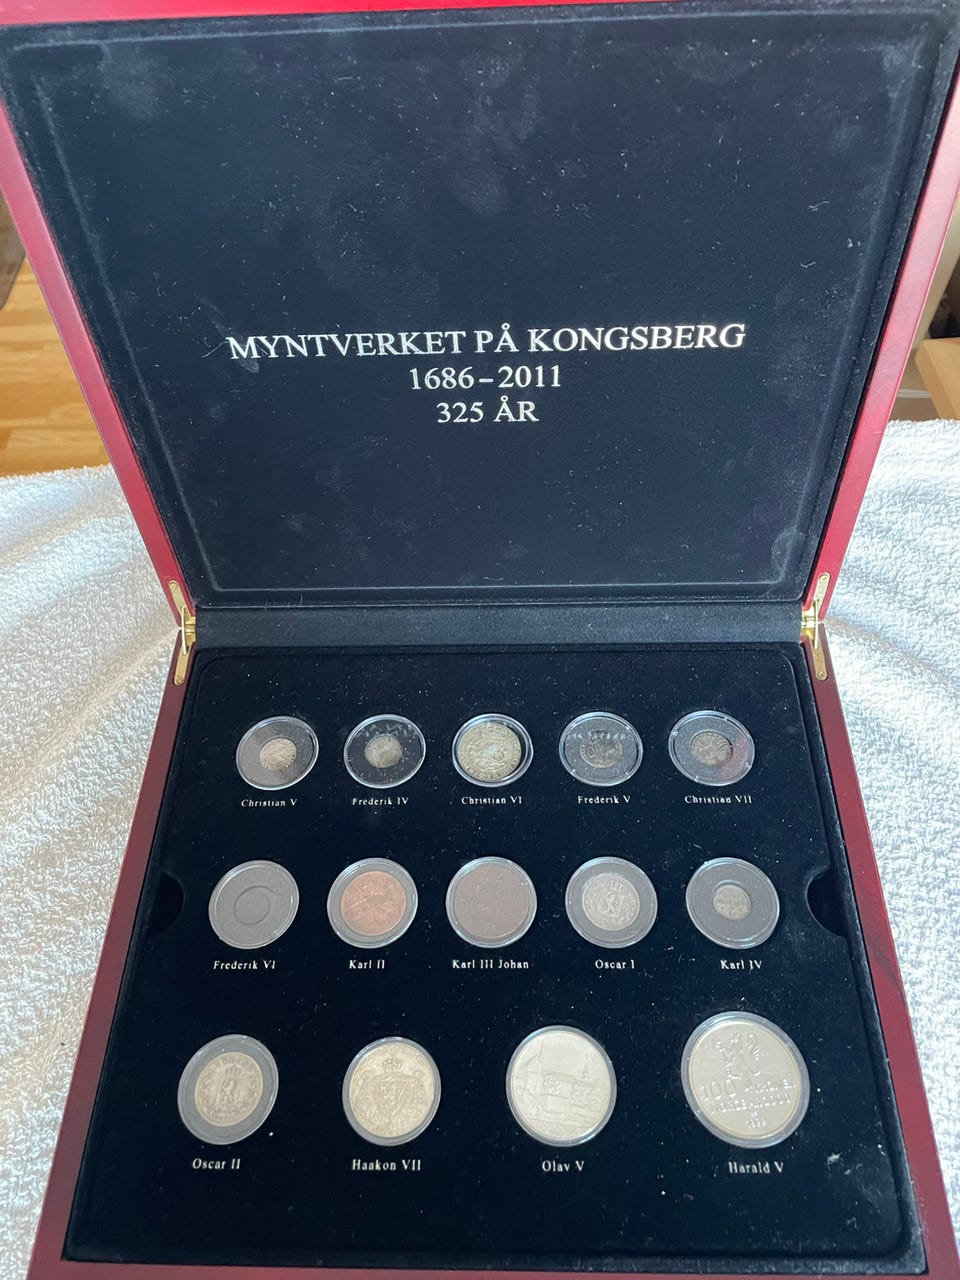 MYNTVERKET PÅ KONGSBERG
1686–2011
325 ÅR
Christian V
Frederik IV
Christian VI
Frederik V
Christian VII
Frederik VI
Karl II
Karl III Johan
Oscar I
Karl IV
Oscar II
Haakon VII
Olav V
Harald V
100